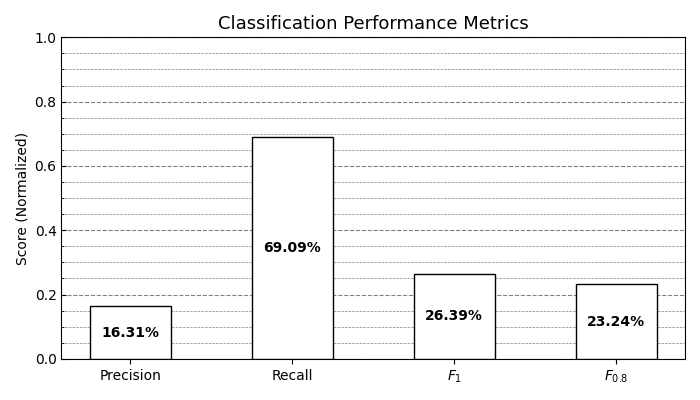 Classification Performance Metrics
Score (Normalized)
1.0
0.8
0.6
0.4
0.2
0.0
16.31%
69.09%
26.39%
23.24%
Precision
Recall
F₁
F₀.₈